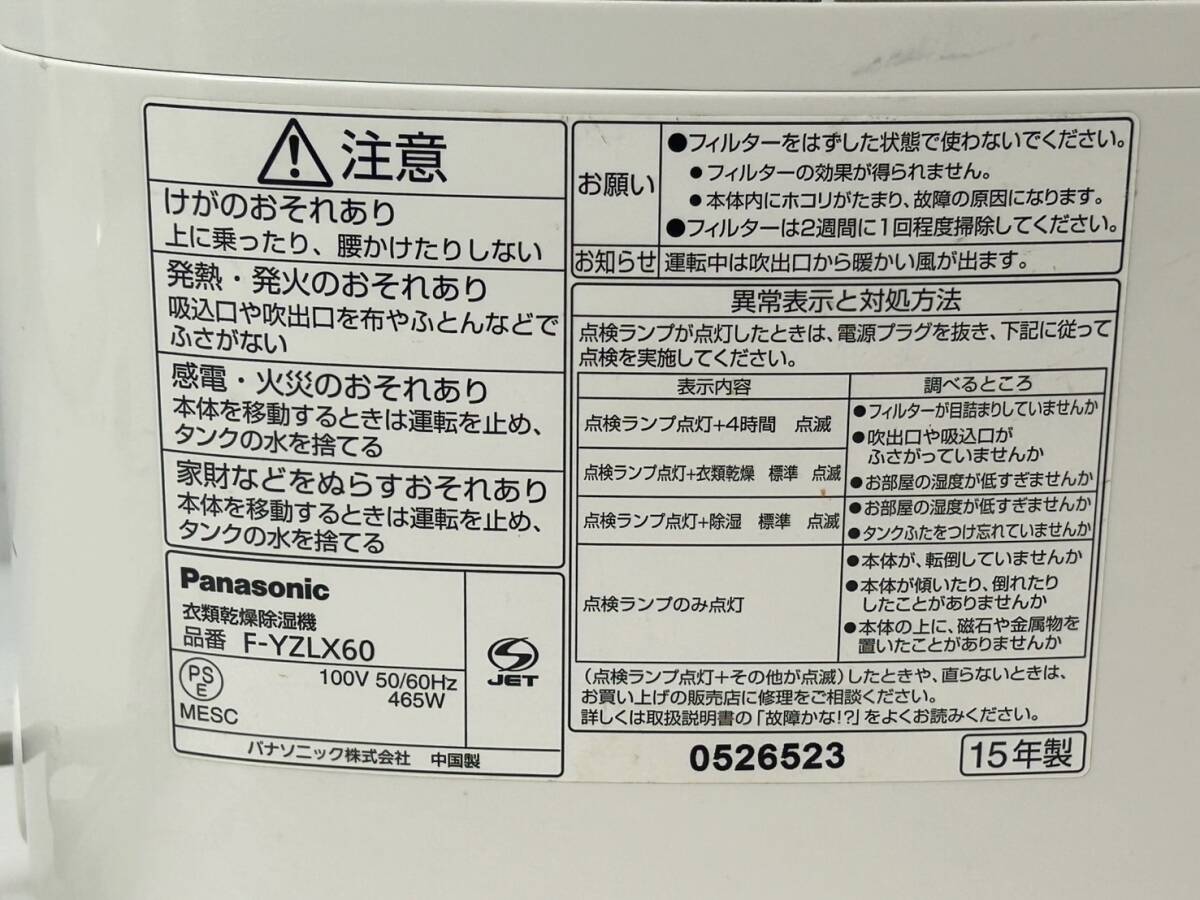 注意
けがのおそれあり
上に乗ったり、腰かけたりしない
発熱・発火のおそれあり
吸込口や吹出口を布やふとんなどで
ふさがない
感電・火災のおそれあり
本体を移動するときは運転を止め、
タンクの水を捨てる
家財などをぬらすおそれあり
本体を移動するときは運転を止め、
タンクの水を捨てる
Panasonic
衣類乾燥除湿機
品番 F-YZLX60
PS
E
MESC
100V 50/60Hz
465W
JET
パナソニック株式会社 中国製
お願い
●フィルターをはずした状態で使わないでください。
●フィルターの効果が得られません。
●本体内にホコリがたまり、故障の原因になります。
●フィルターは2週間に1回程度掃除してください。
お知らせ 運転中は吹出口から暖かい風が出ます。
異常表示と対処方法
点検ランプが点灯したときは、電源プラグを抜き、下記に従って
点検を実施してください。
表示内容 調べるところ
点検ランプ点灯+4時間 点滅
点検ランプ点灯+衣類乾燥 標準 点滅
●フィルターが目詰まりしていませんか
●吹出口や吸込口が
ふさがっていませんか
●お部屋の湿度が低すぎませんか
点検ランプ点灯+除湿 標準 点滅
●お部屋の湿度が低すぎませんか
●タンクふたをつけ忘れていませんか
点検ランプのみ点灯
●本体が、転倒していませんか
●本体が傾いたり、倒れたり
したことがありませんか
●本体の上に、磁石や金属物を
置いたことがありませんか
(点検ランプ点灯+その他が点滅)したときや、直らないときは、
お買い上げの販売店に修理をご相談ください。
詳しくは取扱説明書の「故障かな!?」をよくお読みください。
0526523
15年製